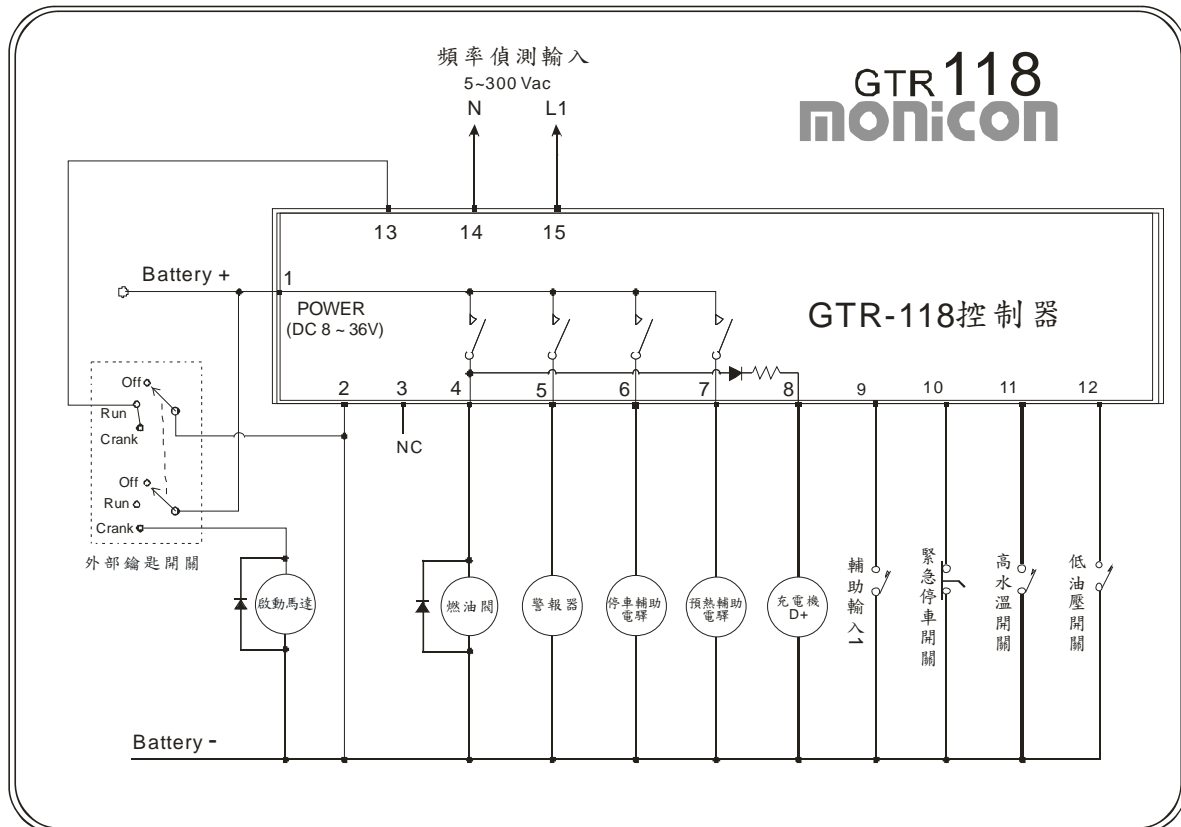 頻率偵測輸入
5~300 Vac
N
L1
GTR 118
monicon
13
14
15
Battery +
1
POWER
(DC 8 ~ 36V)
GTR-118控制器
Off
Run
Crank
Off
Run
Crank
外部鑰匙開關
2
3
4
5
6
7
8
9
10
11
12
NC
啟動馬達
燃油閥
警報器
停車輔助
電驛
預熱輔助
電驛
充電機
D+
輔助輸入1
緊急停車開關
高水溫開關
低油壓開關
Battery -